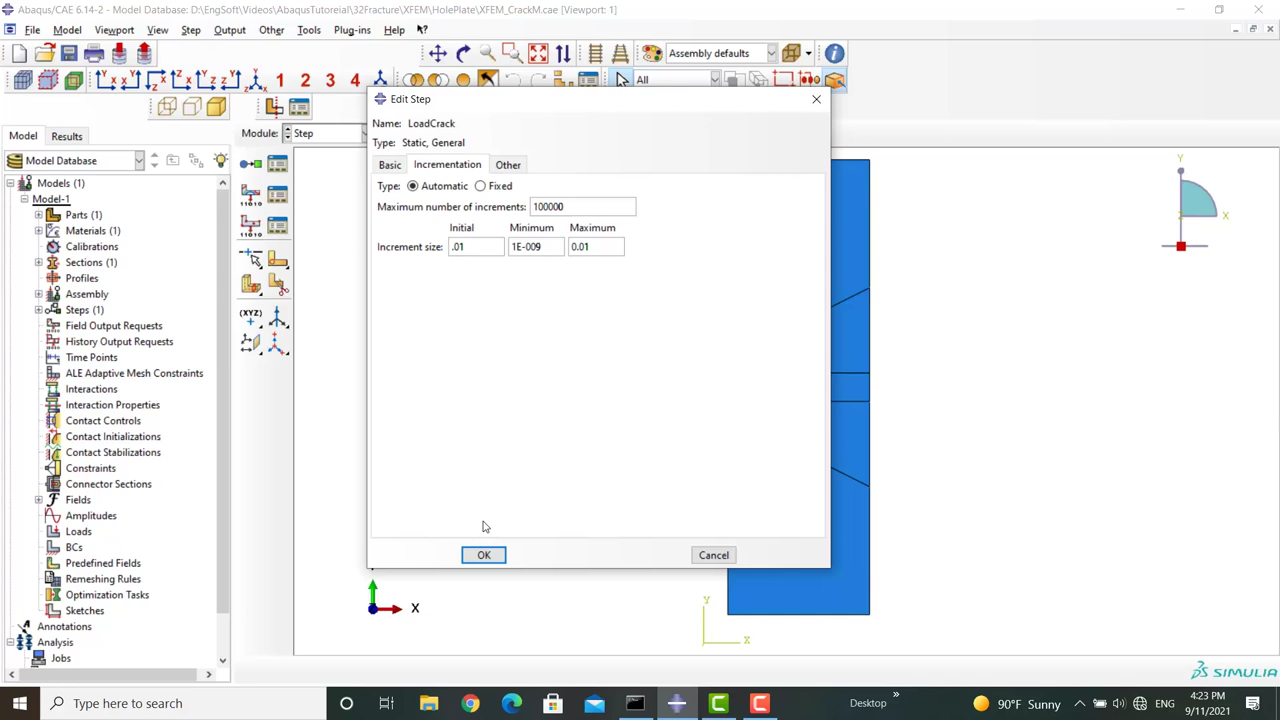 Abaqus/CAE 6.14-2 - Model Database: D:\EngSoft\Videos\AbaqusTutoreial\32Fracture\XFEM\HolePlate\XFEM_CrackM.cae [Viewport: 1]
File Model Viewport View Step Output Other Tools Plug-ins Help
Assembly defaults
1 2 3 4 All
Module: Step
Model Results
Model Database
Models (1)
Model-1
Parts (1)
Materials (1)
Calibrations
Sections (1)
Profiles
Assembly
Steps (1)
Field Output Requests
History Output Requests
Time Points
ALE Adaptive Mesh Constraints
Interactions
Interaction Properties
Contact Controls
Contact Initializations
Contact Stabilizations
Constraints
Connector Sections
Fields
Amplitudes
Loads
BCs
Predefined Fields
Remeshing Rules
Optimization Tasks
Sketches
Annotations
Analysis
Jobs
(XYZ)
Edit Step
Name: LoadCrack
Type: Static, General
Basic Incrementation Other
Type: Automatic Fixed
Maximum number of increments: 100000
Initial Minimum Maximum
Increment size: .01 1E-009 0.01
OK Cancel
Y
Z X
X
Y
X
SIMULIA
Type here to search
Desktop
90°F Sunny
ENG
4:23 PM
9/11/2021